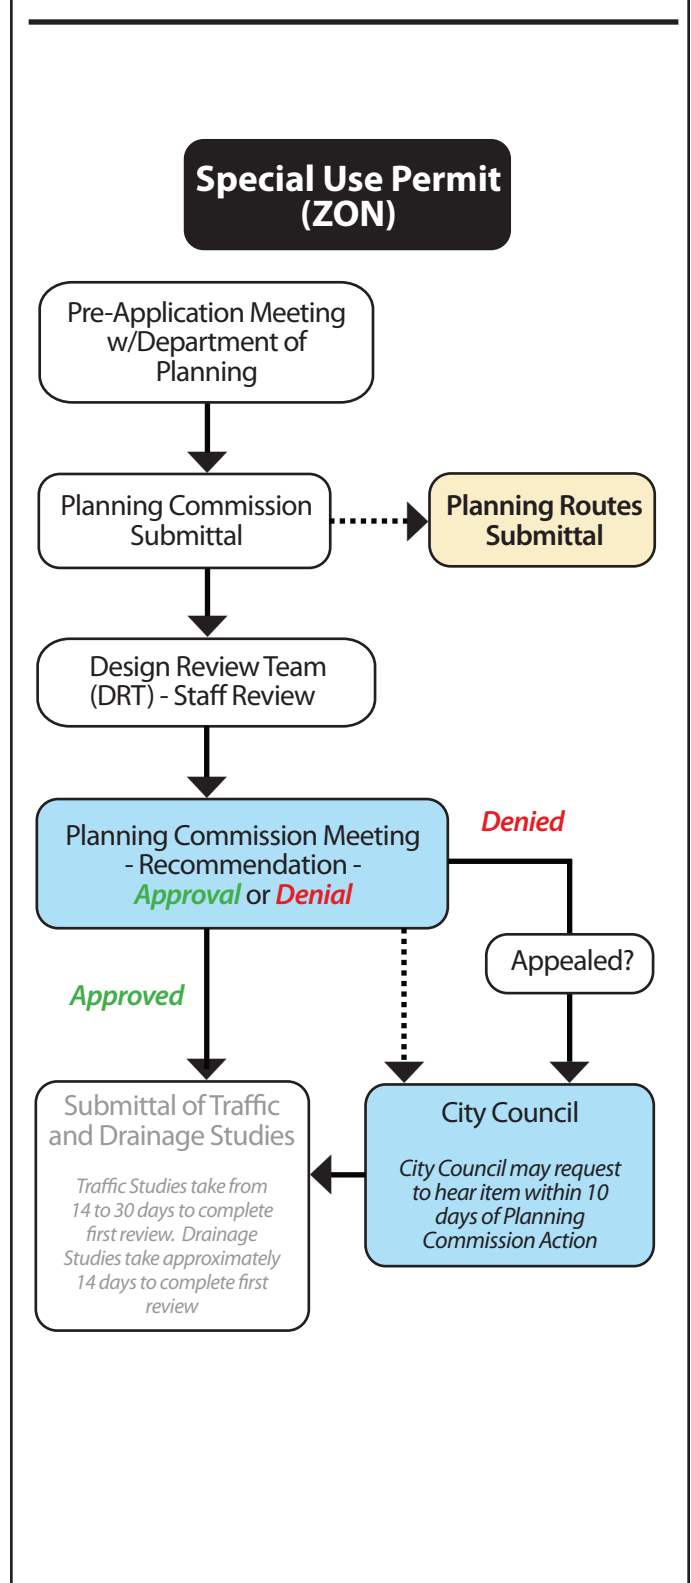 Special Use Permit
(ZON)
Pre-Application Meeting
w/Department of
Planning
Planning Commission
Submittal
Planning Routes
Submittal
Design Review Team
(DRT) - Staff Review
Planning Commission Meeting
- Recommendation -
Approval or Denial
Denied
Appealed?
Approved
Submittal of Traffic
and Drainage Studies
Traffic Studies take from
14 to 30 days to complete
first review. Drainage
Studies take approximately
14 days to complete first
review
City Council
City Council may request
to hear item within 10
days of Planning
Commission Action